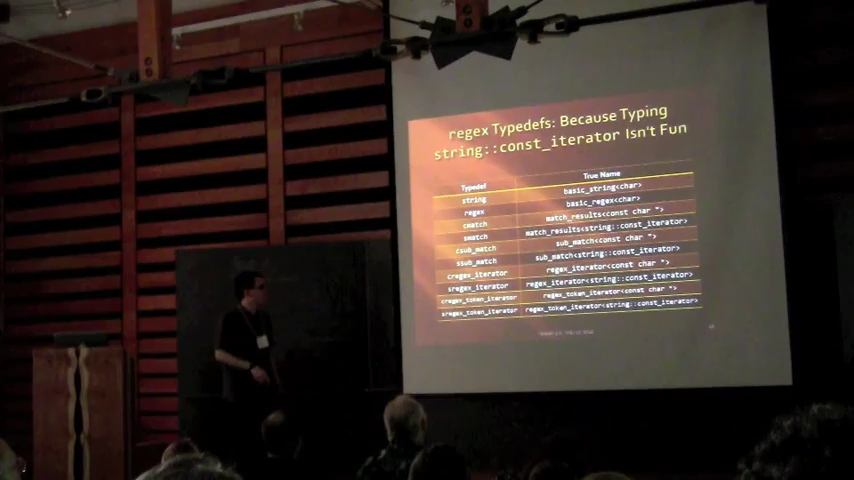 regex Typedefs: Because Typing
string::const_iterator Isn't Fun
Typedef True Name
string basic_string<char>
regex basic_regex<char>
cmatch match_results<const char *>
smatch match_results<string::const_iterator>
csub_match sub_match<const char *>
ssub_match sub_match<string::const_iterator>
cregex_iterator regex_iterator<const char *>
sregex_iterator regex_iterator<string::const_iterator>
cregex_token_iterator regex_token_iterator<const char *>
sregex_token_iterator regex_token_iterator<string::const_iterator>